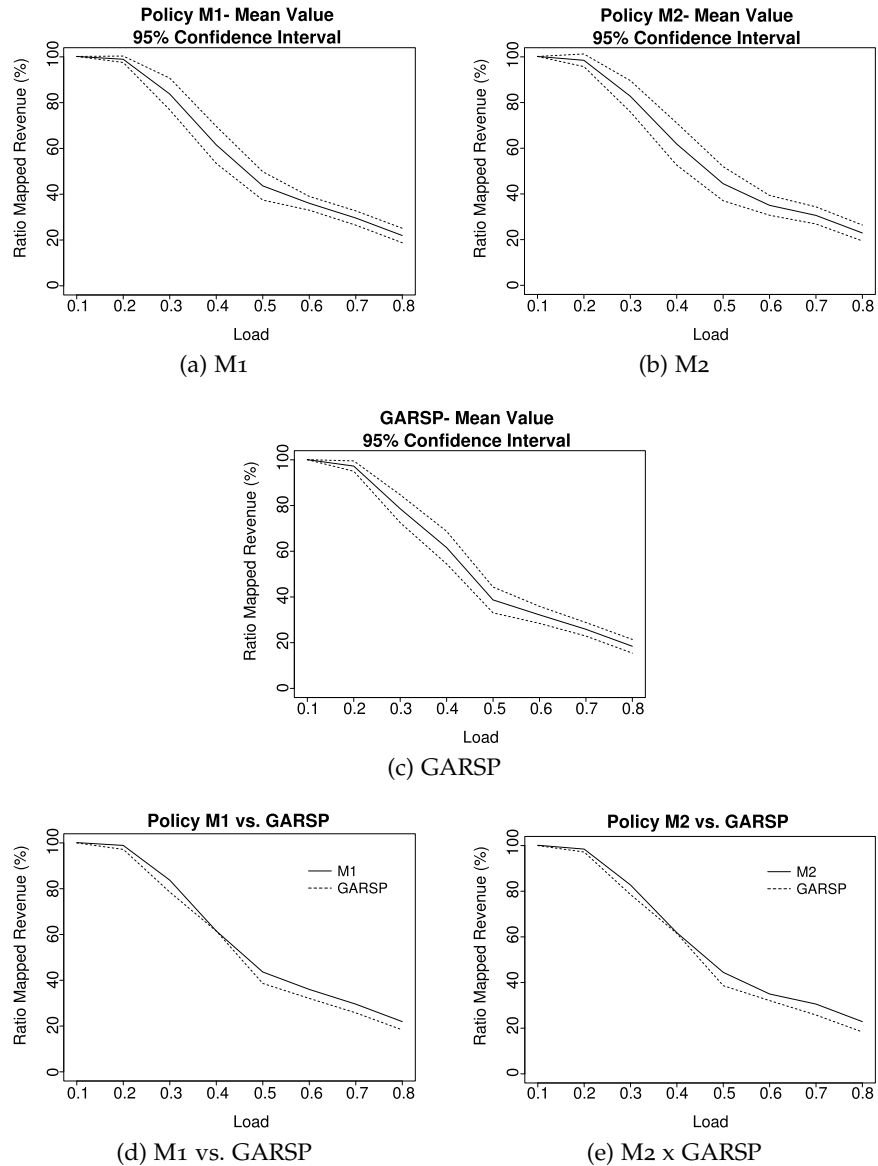 Policy M1- Mean Value
95% Confidence Interval
Ratio Mapped Revenue (%)
100
80
60
40
20
0
0.1 0.2 0.3 0.4 0.5 0.6 0.7 0.8
Load
(a) M1
Policy M2- Mean Value
95% Confidence Interval
Ratio Mapped Revenue (%)
100
80
60
40
20
0
0.1 0.2 0.3 0.4 0.5 0.6 0.7 0.8
Load
(b) M2
GARSP- Mean Value
95% Confidence Interval
Ratio Mapped Revenue (%)
100
80
60
40
20
0
0.1 0.2 0.3 0.4 0.5 0.6 0.7 0.8
Load
(c) GARSP
Policy M1 vs. GARSP
Ratio Mapped Revenue (%)
100
80
60
40
20
0
M1
GARSP
0.1 0.2 0.3 0.4 0.5 0.6 0.7 0.8
Load
(d) M1 vs. GARSP
Policy M2 vs. GARSP
Ratio Mapped Revenue (%)
100
80
60
40
20
0
M2
GARSP
0.1 0.2 0.3 0.4 0.5 0.6 0.7 0.8
Load
(e) M2 x GARSP